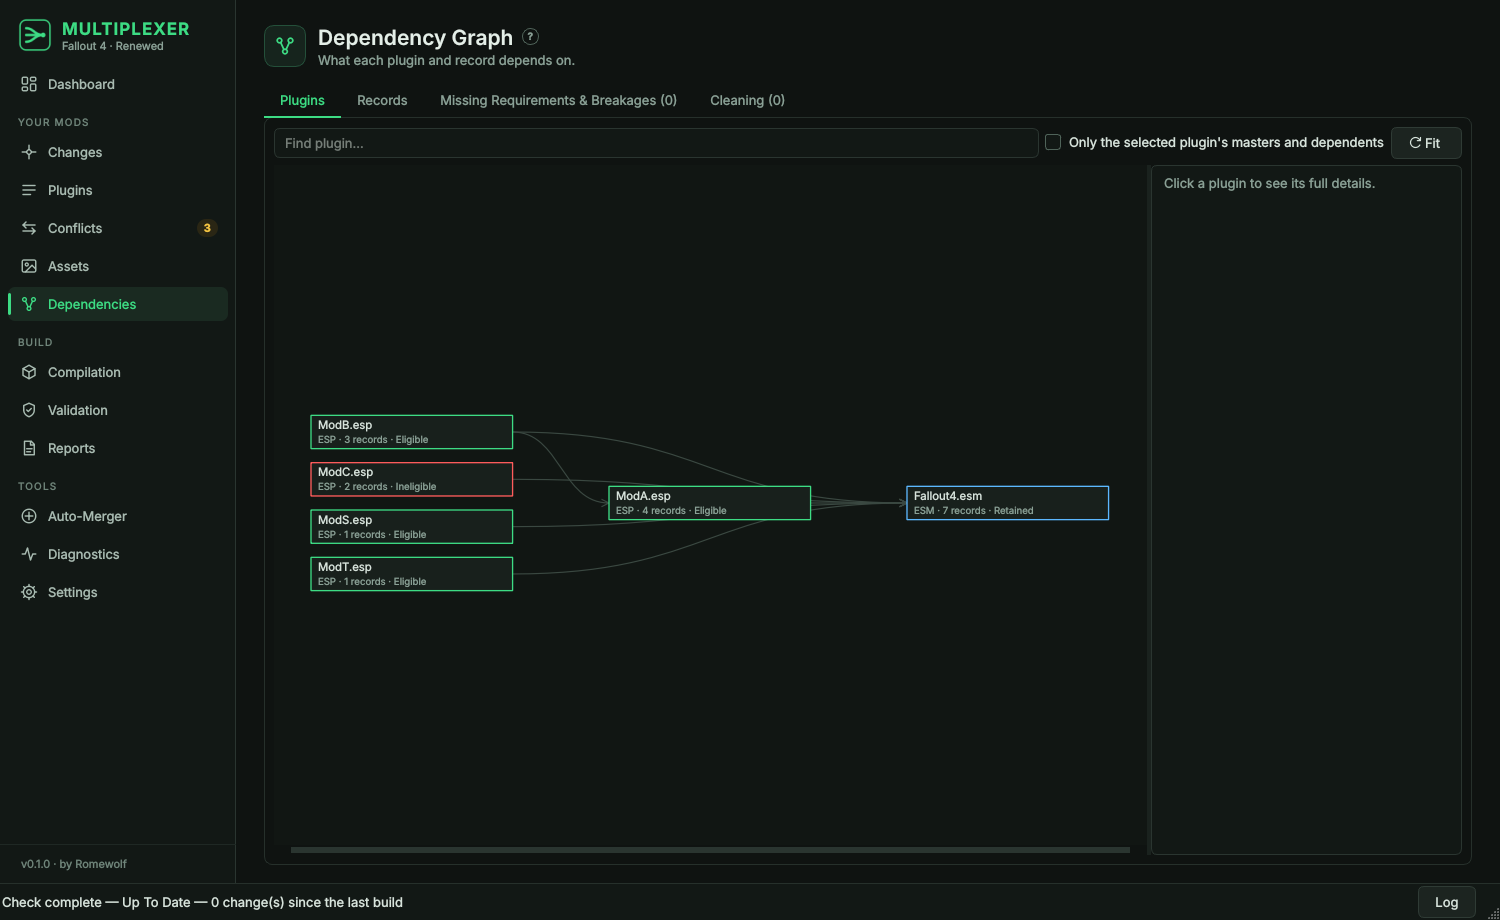 MULTIPLEXER
Fallout 4 · Renewed
Dashboard
YOUR MODS
Changes
Plugins
Conflicts
3
Assets
Dependencies
BUILD
Compilation
Validation
Reports
TOOLS
Auto-Merger
Diagnostics
Settings
v0.1.0 · by Romewolf
Dependency Graph ?
What each plugin and record depends on.
Plugins
Records
Missing Requirements & Breakages (0)
Cleaning (0)
Find plugin...
Only the selected plugin's masters and dependents
Fit
Click a plugin to see its full details.
ModB.esp
ESP · 3 records · Eligible
ModC.esp
ESP · 2 records · Ineligible
ModS.esp
ESP · 1 records · Eligible
ModT.esp
ESP · 1 records · Eligible
ModA.esp
ESP · 4 records · Eligible
Fallout4.esm
ESM · 7 records · Retained
Check complete — Up To Date — 0 change(s) since the last build
Log